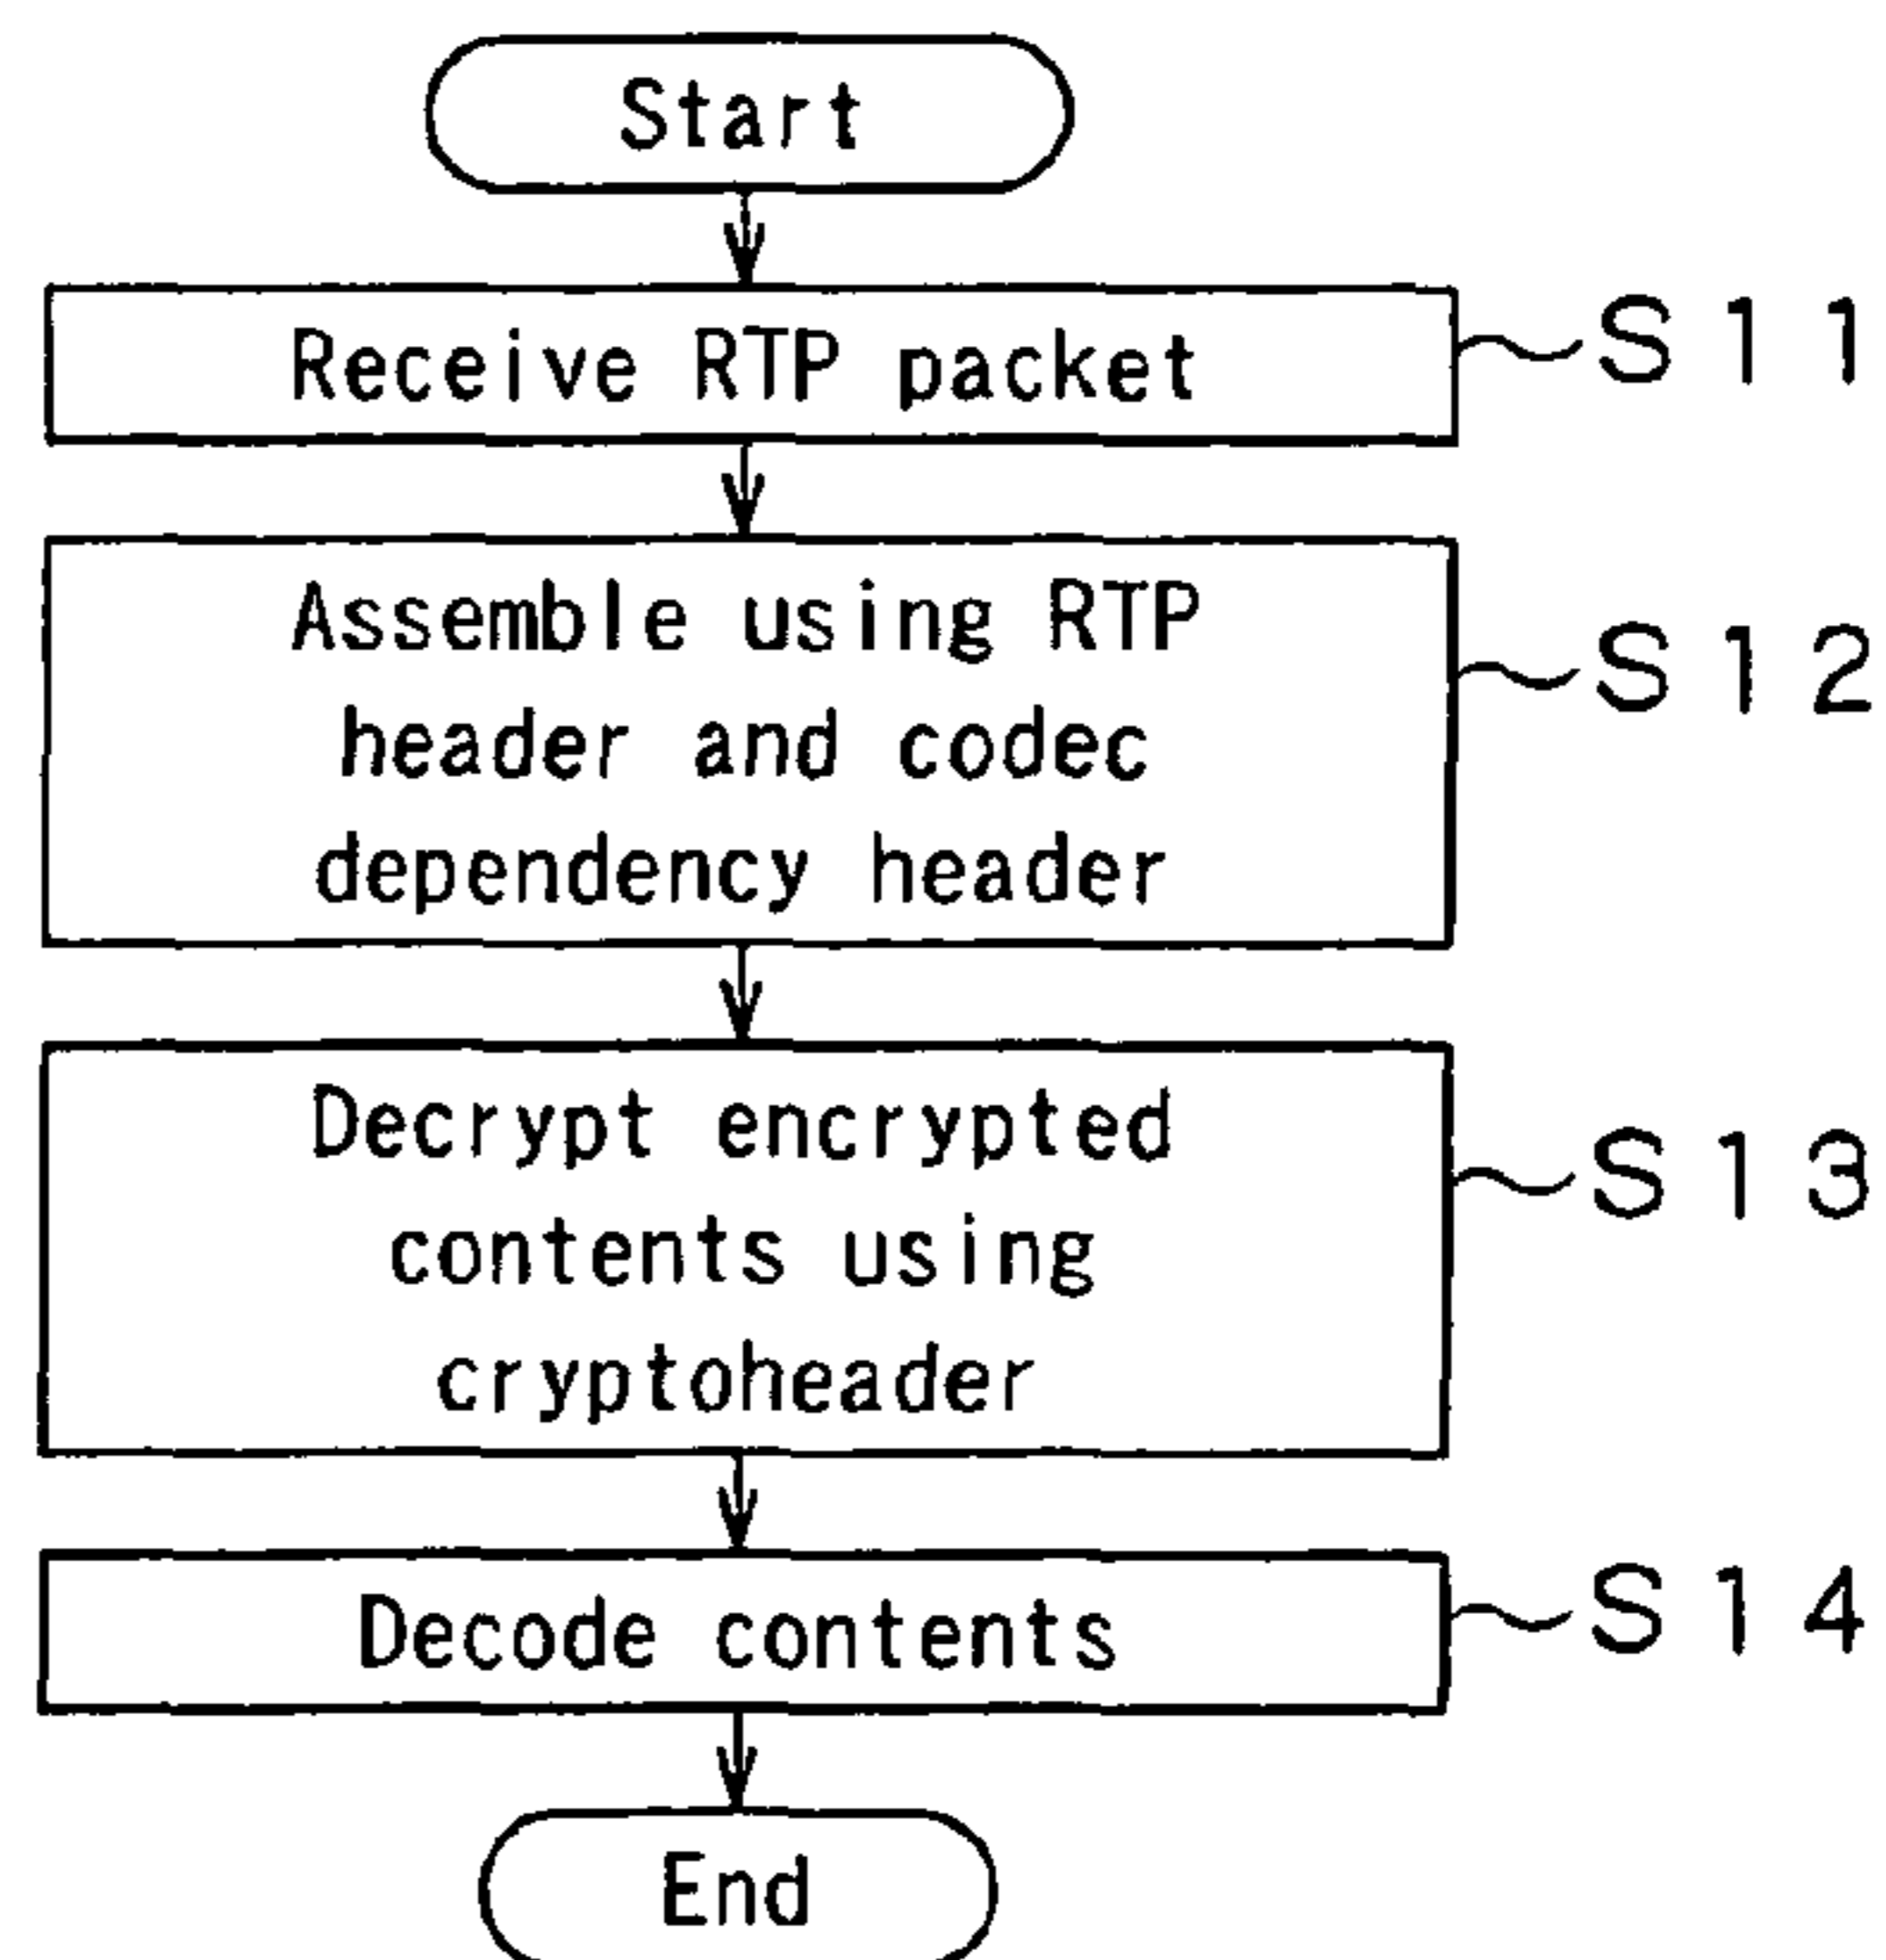 Start
Receive RTP packet
S11
Assemble using RTP
header and codec
dependency header
S12
Decrypt encrypted
contents using
cryptoheader
S13
Decode contents
S14
End